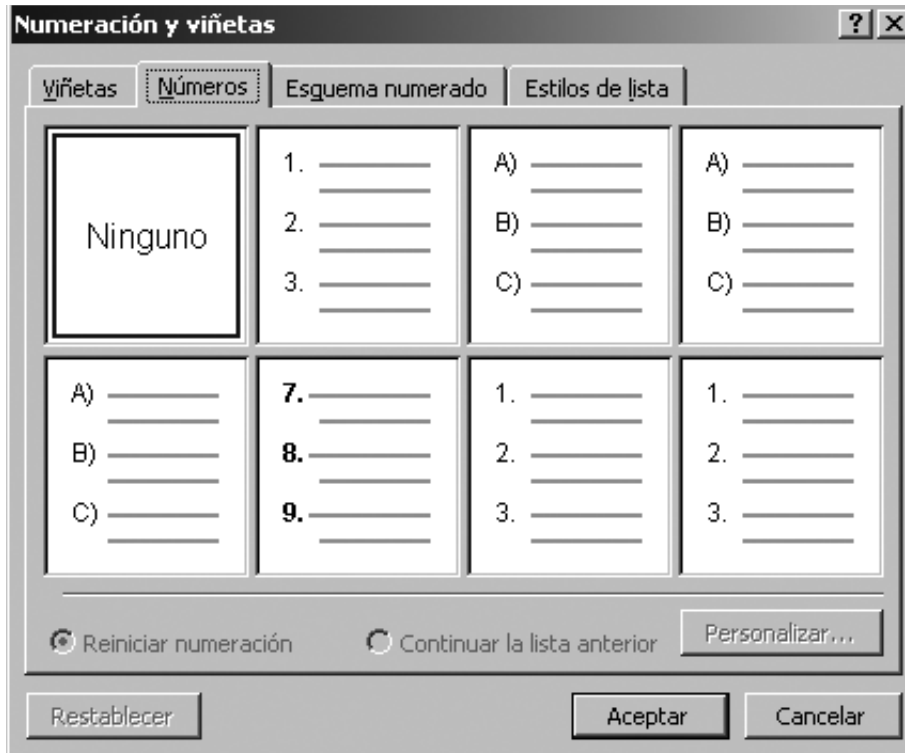 Numeración y viñetas ? X
Viñetas Números Esquema numerado Estilos de lista
Ninguno
1.
2.
3.
A)
B)
C)
A)
B)
C)
A)
B)
C)
7.
8.
9.
1.
2.
3.
1.
2.
3.
Reiniciar numeración Continuar la lista anterior Personalizar...
Restablecer Aceptar Cancelar